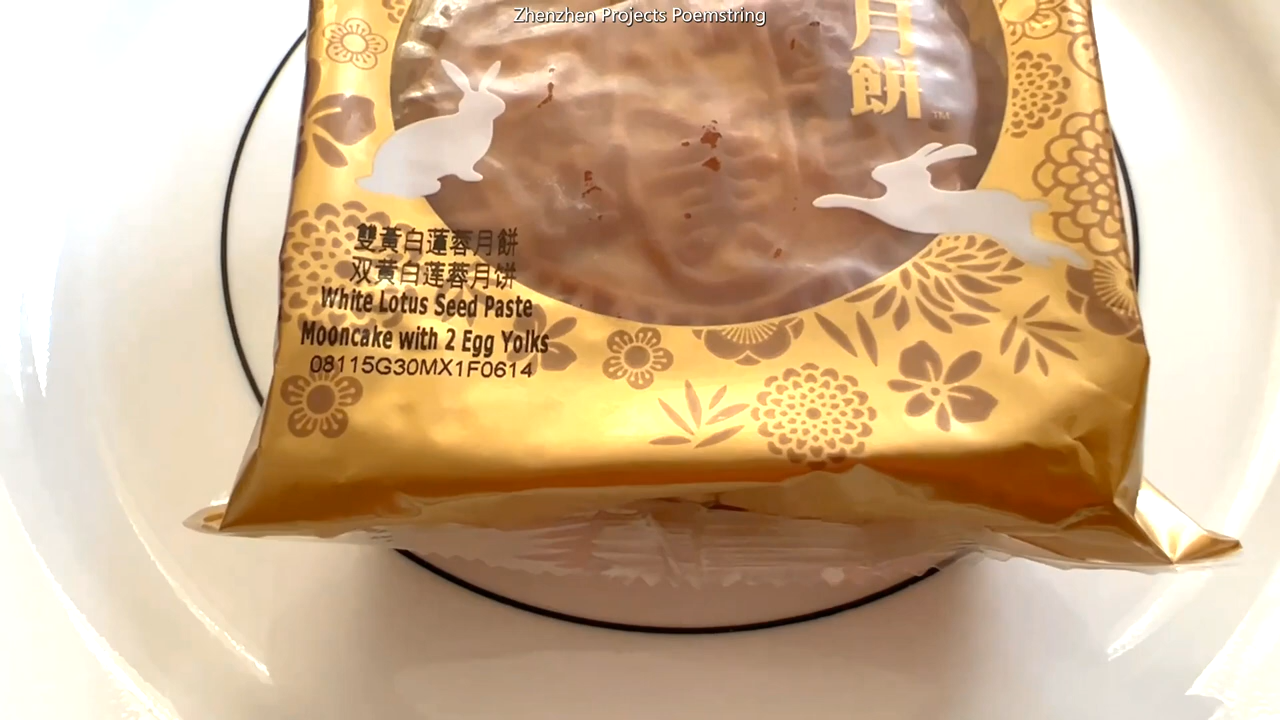 Zhenzhen Projects Poemstring
月餅
TM
雙黃白蓮蓉月餅
双黄白莲蓉月饼
White Lotus Seed Paste
Mooncake with 2 Egg Yolks
08115G30MX1F0614